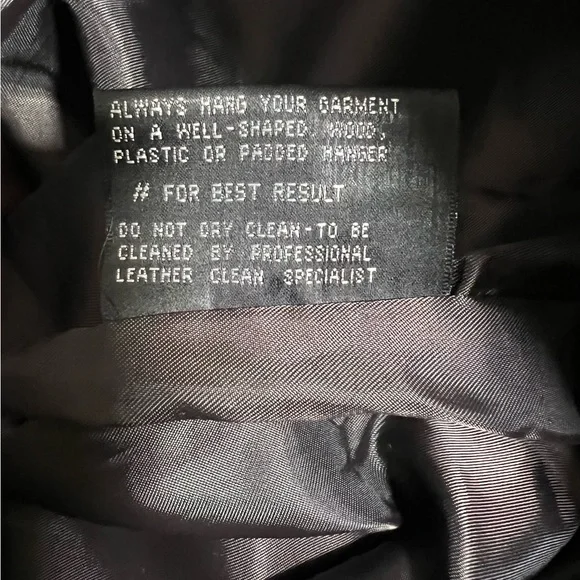 ALWAYS HANG YOUR GARMENT
ON A WELL-SHAPED, WOOD,
PLASTIC OR PADDED HANGER
# FOR BEST RESULT
DO NOT DRY CLEAN-TO BE
CLEANED BY PROFESSIONAL
LEATHER CLEAN SPECIALIST